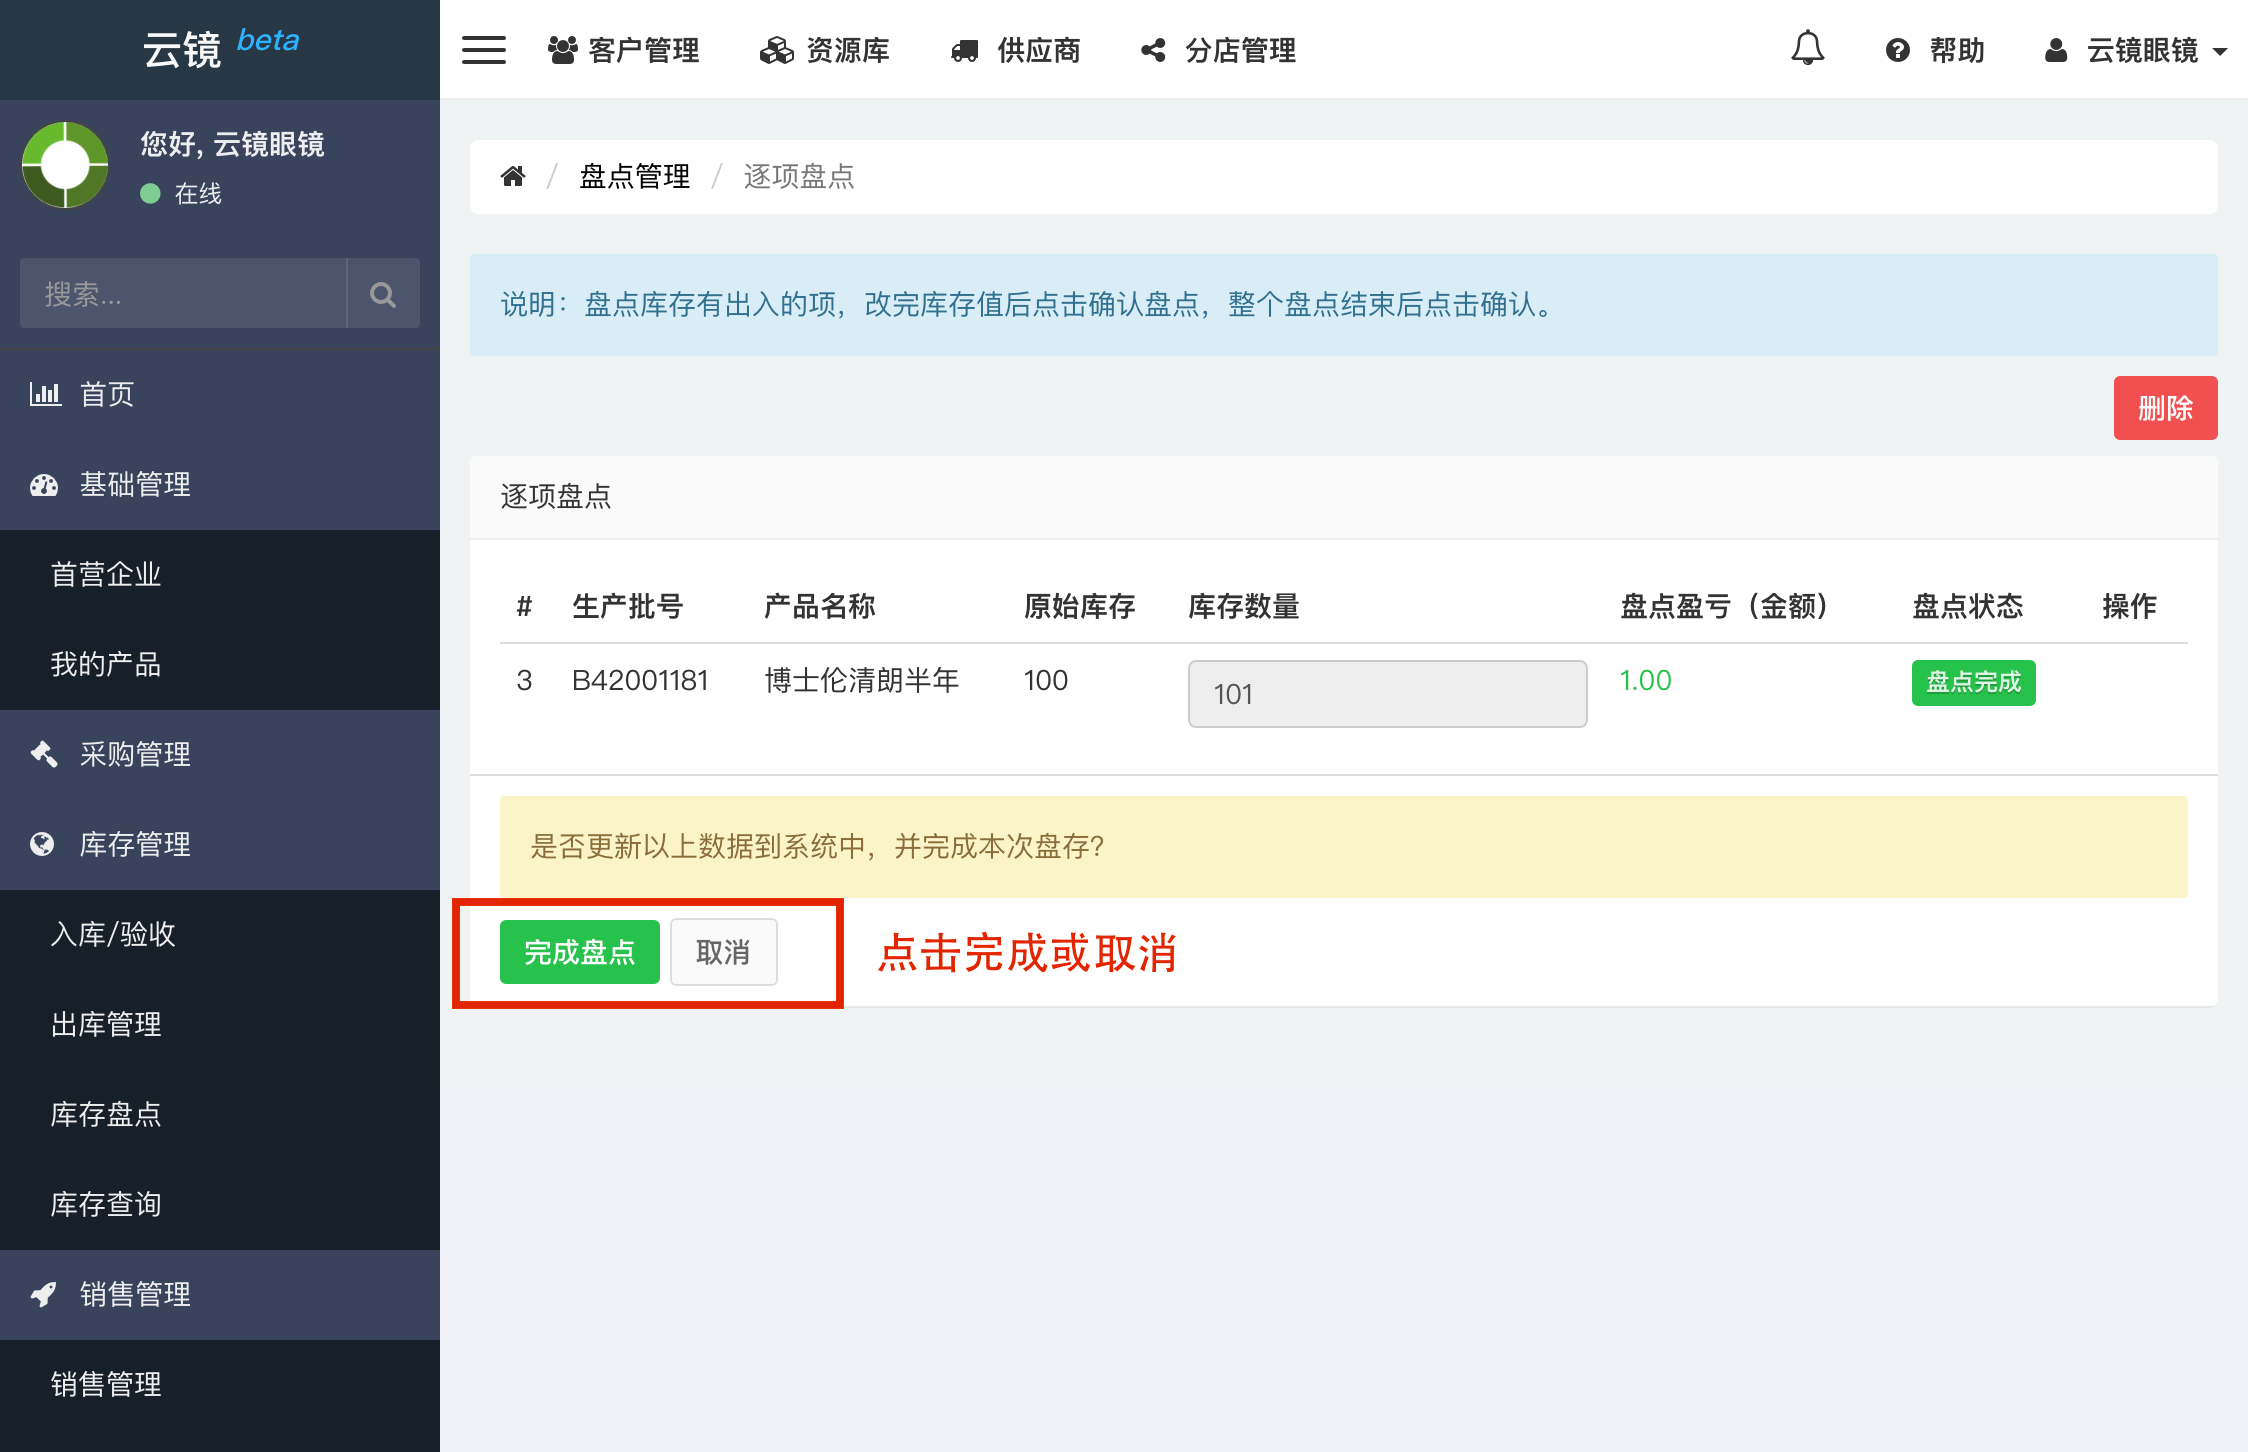 云镜 beta
客户管理 资源库 供应商 分店管理 帮助 云镜眼镜
您好, 云镜眼镜
在线
搜索...
首页
基础管理
首营企业
我的产品
采购管理
库存管理
入库/验收
出库管理
库存盘点
库存查询
销售管理
销售管理
/ 盘点管理 / 逐项盘点
说明：盘点库存有出入的项，改完库存值后点击确认盘点，整个盘点结束后点击确认。
删除
逐项盘点
# 生产批号 产品名称 原始库存 库存数量 盘点盈亏（金额） 盘点状态 操作
3 B42001181 博士伦清朗半年 100 101 1.00 盘点完成
是否更新以上数据到系统中，并完成本次盘存?
完成盘点 取消 点击完成或取消